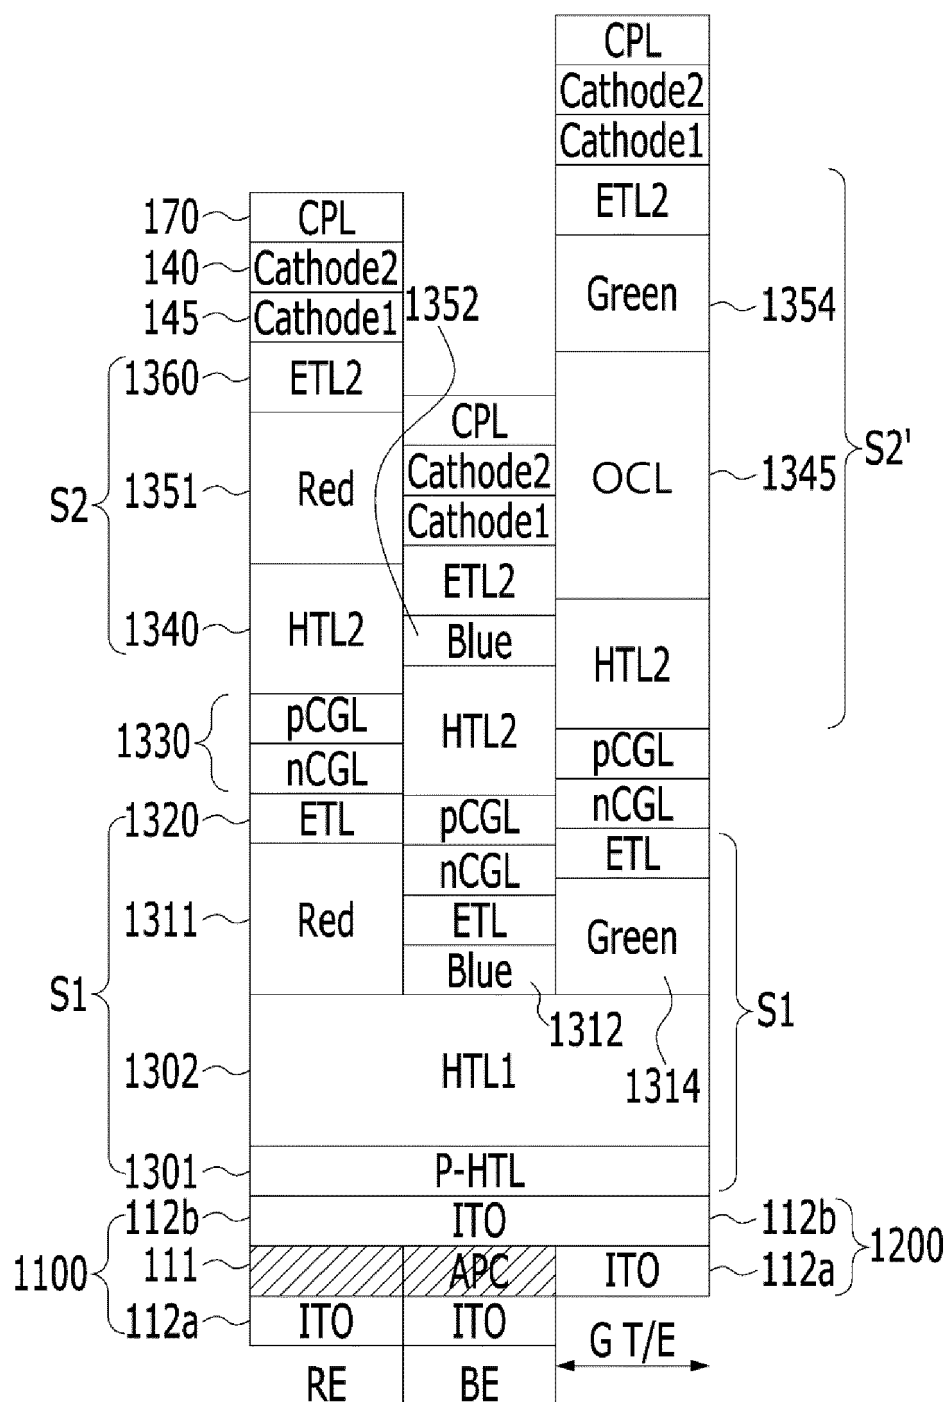 CPL
Cathode2
Cathode1
ETL2
170
CPL
140
Cathode2
1352
Green
1354
145
Cathode1
1360
ETL2
CPL
S2'
Cathode2
OCL
1345
S2
1351
Red
Cathode1
ETL2
1340
HTL2
Blue
HTL2
pCGL
HTL2
1330
pCGL
nCGL
nCGL
1320
ETL
pCGL
ETL
nCGL
1311
Red
ETL
Green
Blue
S1
1312
S1
1302
HTL1
1314
1301
P-HTL
112b
ITO
112b
1200
1100
111
APC
ITO
112a
112a
ITO
ITO
G T/E
RE
BE